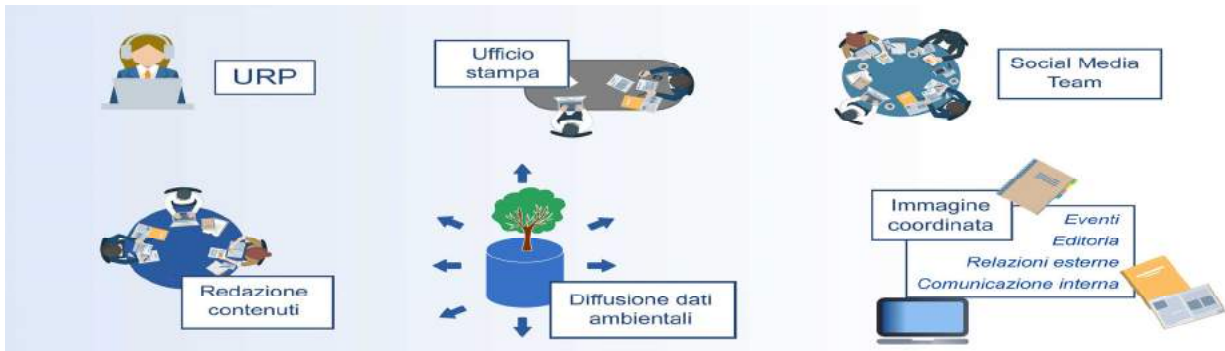 URP
Ufficio
stampa
Social Media
Team
Redazione
contenuti
Diffusione dati
ambientali
Immagine
coordinata
Eventi
Editoria
Relazioni esterne
Comunicazione interna